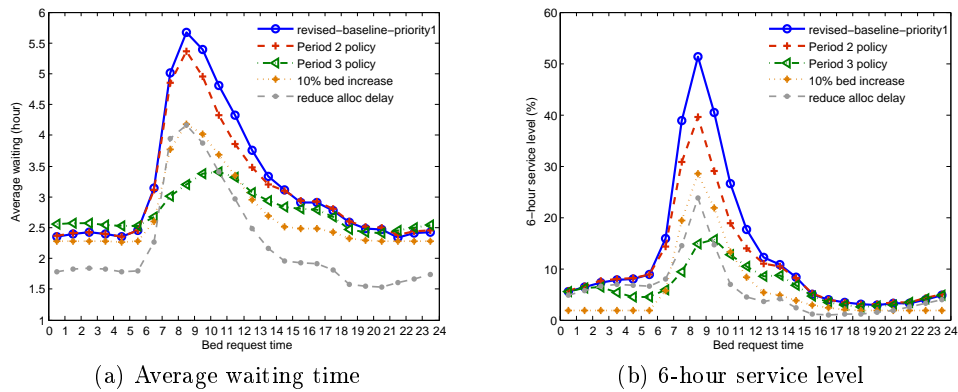 6
5.5
5
4.5
4
3.5
3
2.5
2
1.5
1
Average waiting (hour)
0 1 2 3 4 5 6 7 8 9 10 11 12 13 14 15 16 17 18 19 20 21 22 23 24
Bed request time
revised-baseline-priority1
Period 2 policy
Period 3 policy
10% bed increase
reduce alloc delay
(a) Average waiting time
60
50
40
30
20
10
0
6-hour service level (%)
0 1 2 3 4 5 6 7 8 9 10 11 12 13 14 15 16 17 18 19 20 21 22 23 24
Bed request time
revised-baseline-priority1
Period 2 policy
Period 3 policy
10% bed increase
reduce alloc delay
(b) 6-hour service level